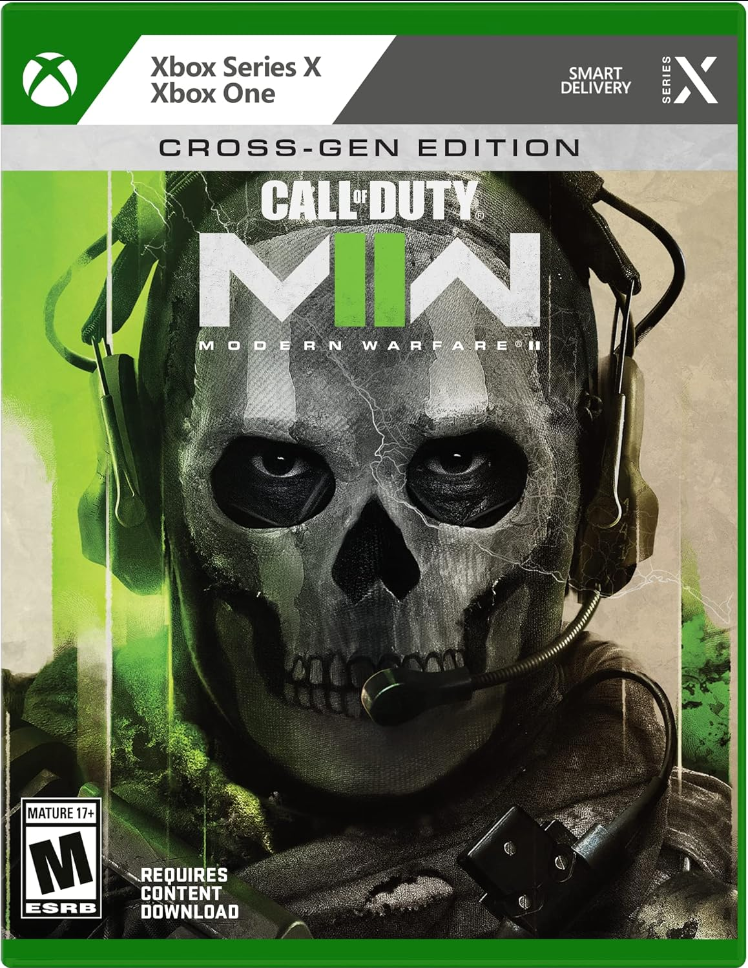 Xbox Series X
Xbox One
SMART
DELIVERY
SERIES
X
CROSS-GEN EDITION
CALL OF DUTY®
MIIW
MODERN WARFARE® II
MATURE 17+
M
ESRB
REQUIRES
CONTENT
DOWNLOAD